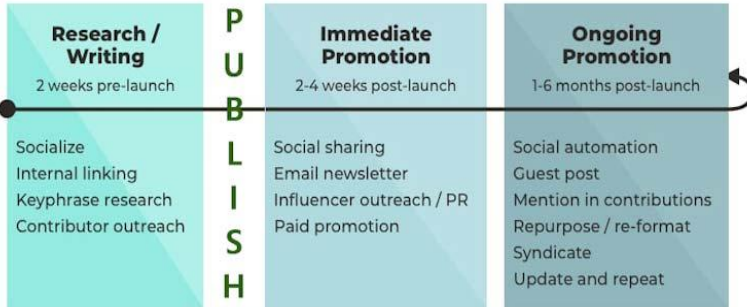 Research /
Writing
2 weeks pre-launch
Socialize
Internal linking
Keyphrase research
Contributor outreach
PUBLISH
Immediate
Promotion
2-4 weeks post-launch
Social sharing
Email newsletter
Influencer outreach / PR
Paid promotion
Ongoing
Promotion
1-6 months post-launch
Social automation
Guest post
Mention in contributions
Repurpose / re-format
Syndicate
Update and repeat